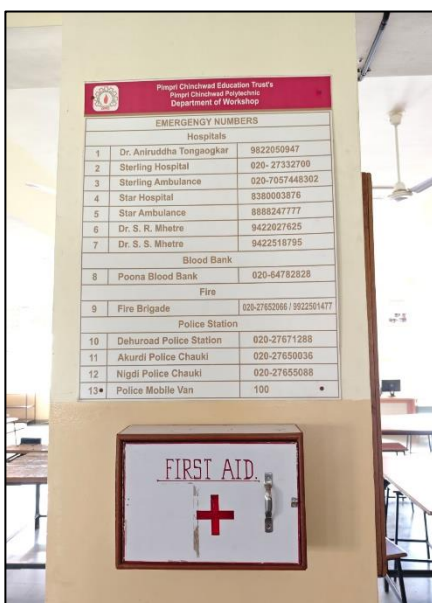 Pimpri Chinchwad Education Trust's
Pimpri Chinchwad Polytechnic
Department of Workshop
EMERGENGY NUMBERS
Hospitals
1 Dr. Aniruddha Tongaogkar 9822050947
2 Sterling Hospital 020- 27332700
3 Sterling Ambulance 020-7057448302
4 Star Hospital 8380003876
5 Star Ambulance 8888247777
6 Dr. S. R. Mhetre 9422027625
7 Dr. S. S. Mhetre 9422518795
Blood Bank
8 Poona Blood Bank 020-64782828
Fire
9 Fire Brigade 020-27652066 / 9922501477
Police Station
10 Dehuroad Police Station 020-27671288
11 Akurdi Police Chauki 020-27650036
12 Nigdi Police Chauki 020-27655088
13 Police Mobile Van 100
FIRST AID.